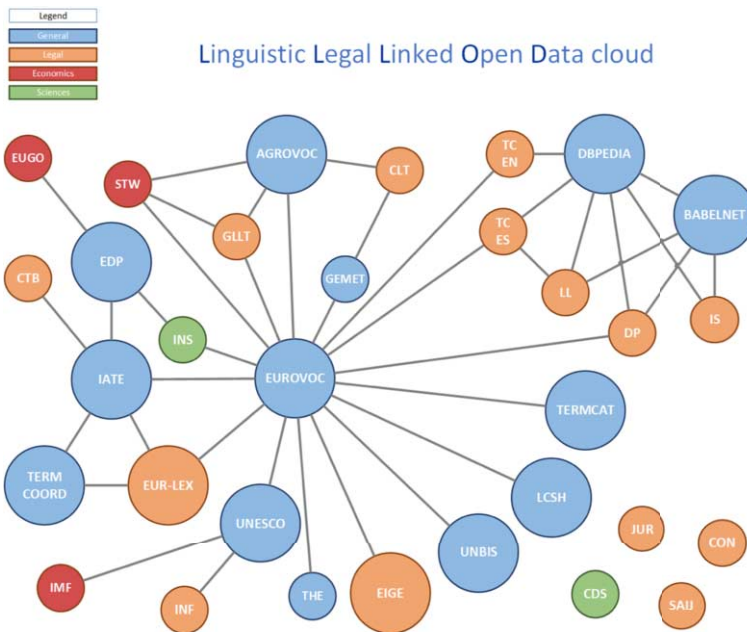 Legend
General
Legal
Economics
Sciences
Linguistic Legal Linked Open Data cloud
EUGO
STW
AGROVOC
CLT
TC
EN
DBPEDIA
BABELNET
GLLT
TC
ES
EDP
CTB
GEMET
LL
IS
INS
DP
IATE
EUROVOC
TERMCAT
TERM
COORD
EUR-LEX
LCSH
UNESCO
UNBIS
JUR
CON
IMF
INF
THE
EIGE
CDS
SAIJ